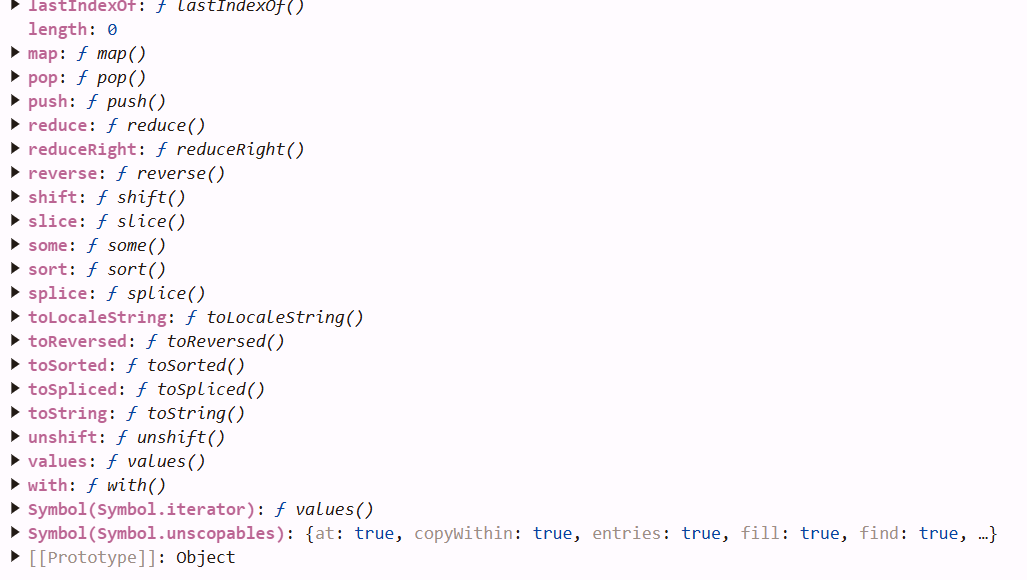 lastIndexOf: ƒ lastIndexOf()
length: 0
map: ƒ map()
pop: ƒ pop()
push: ƒ push()
reduce: ƒ reduce()
reduceRight: ƒ reduceRight()
reverse: ƒ reverse()
shift: ƒ shift()
slice: ƒ slice()
some: ƒ some()
sort: ƒ sort()
splice: ƒ splice()
toLocaleString: ƒ toLocaleString()
toReversed: ƒ toReversed()
toSorted: ƒ toSorted()
toSpliced: ƒ toSpliced()
toString: ƒ toString()
unshift: ƒ unshift()
values: ƒ values()
with: ƒ with()
Symbol(Symbol.iterator): ƒ values()
Symbol(Symbol.unscopables): {at: true, copyWithin: true, entries: true, fill: true, find: true, …}
[[Prototype]]: Object